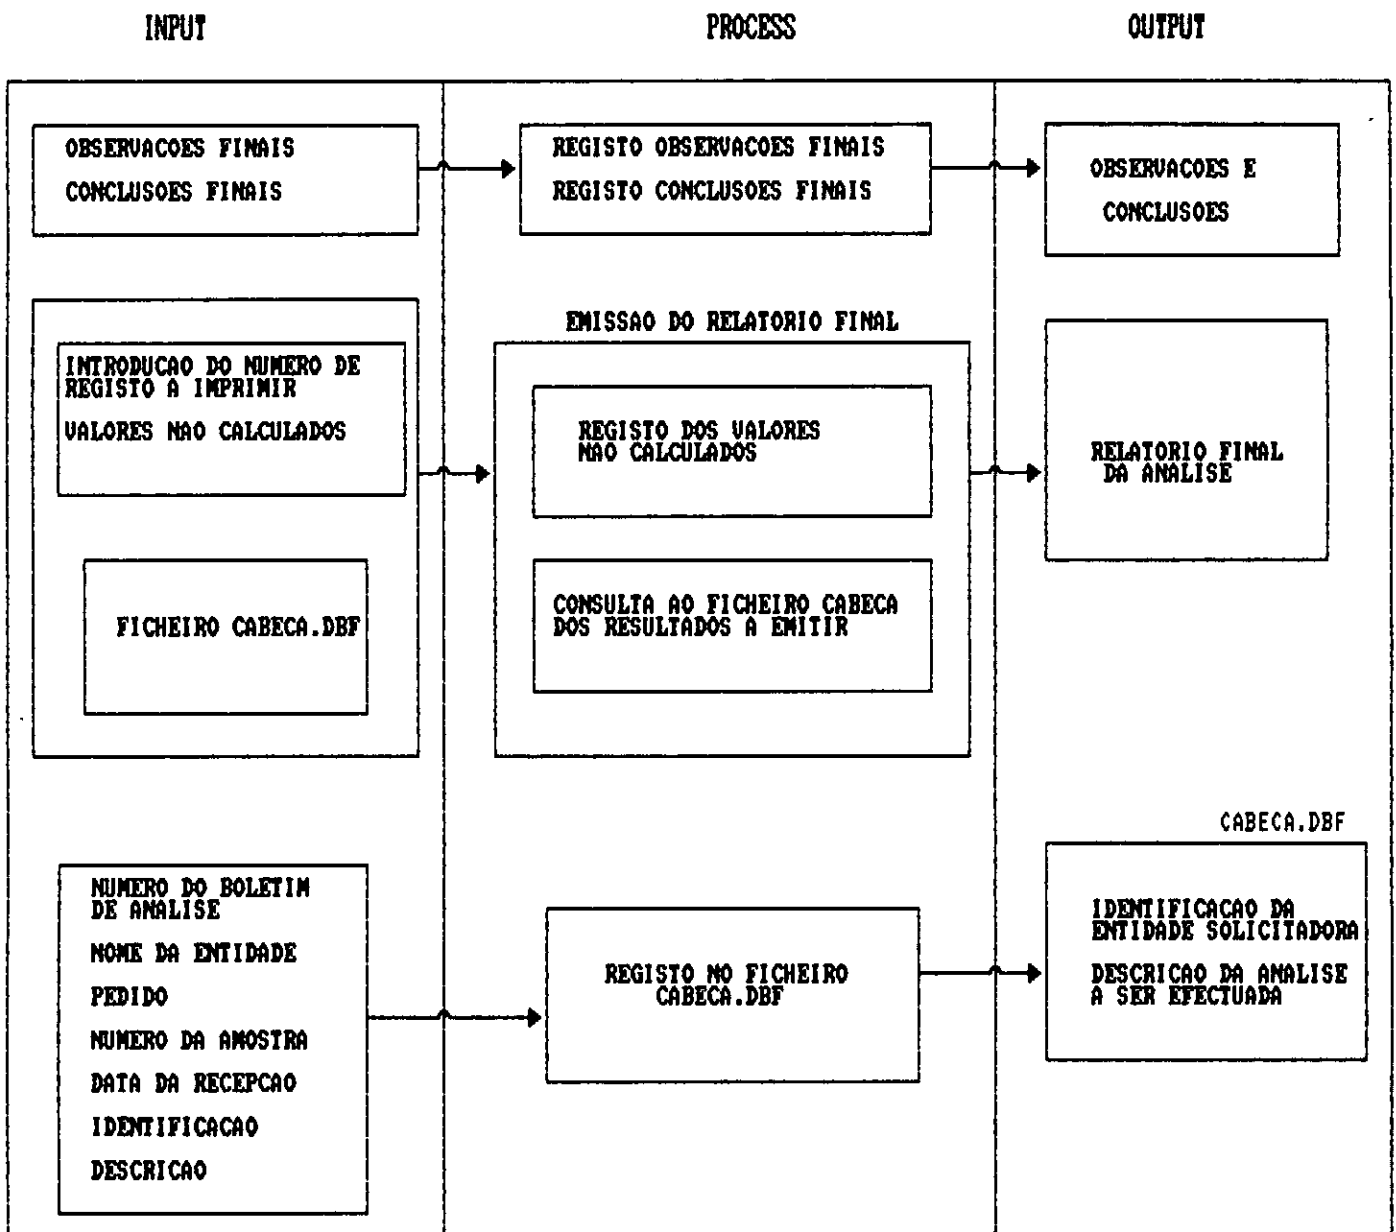 INPUT
PROCESS
OUTPUT
OBSERVACOES FINAIS
CONCLUSOES FINAIS
REGISTO OBSERVACOES FINAIS
REGISTO CONCLUSOES FINAIS
OBSERVACOES E
CONCLUSOES
INTRODUCAO DO NUMERO DE
REGISTO A IMPRIMIR
VALORES NAO CALCULADOS
FICHEIRO CABECA.DBF
EMISSAO DO RELATORIO FINAL
REGISTO DOS VALORES
NAO CALCULADOS
CONSULTA AO FICHEIRO CABECA
DOS RESULTADOS A EMITIR
RELATORIO FINAL
DA ANALISE
NUMERO DO BOLETIM
DE ANALISE
NOME DA ENTIDADE
PEDIDO
NUMERO DA AMOSTRA
DATA DA RECEPCAO
IDENTIFICACAO
DESCRICAO
REGISTO NO FICHEIRO
CABECA.DBF
CABECA.DBF
IDENTIFICACAO DA
ENTIDADE SOLICITADORA
DESCRICAO DA ANALISE
A SER EFECTUADA